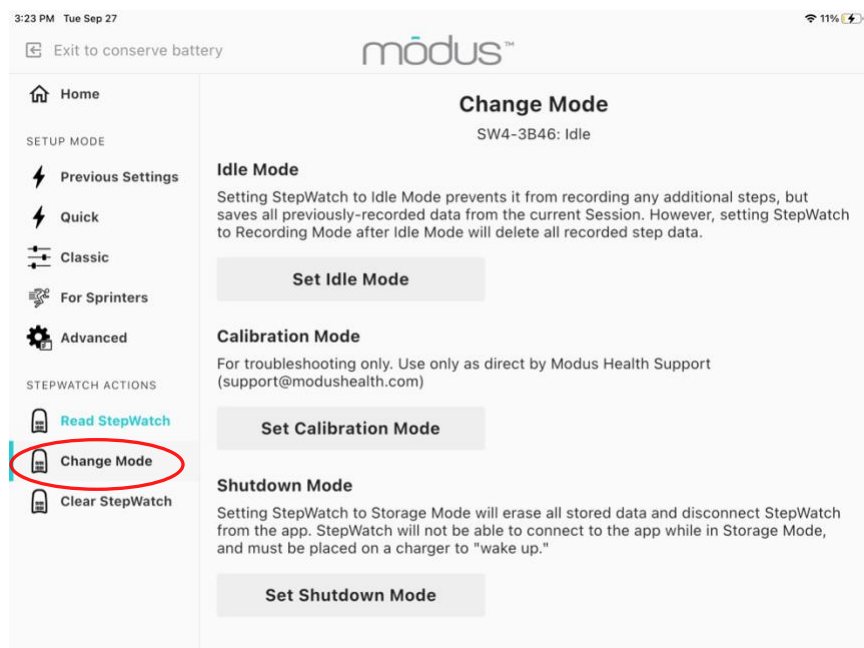 3:23 PM Tue Sep 27
11%
Exit to conserve battery
mōdus™
Home
SETUP MODE
Previous Settings
Quick
Classic
For Sprinters
Advanced
STEPWATCH ACTIONS
Read StepWatch
Change Mode
Clear StepWatch
Change Mode
SW4-3B46: Idle
Idle Mode
Setting StepWatch to Idle Mode prevents it from recording any additional steps, but
saves all previously-recorded data from the current Session. However, setting StepWatch
to Recording Mode after Idle Mode will delete all recorded step data.
Set Idle Mode
Calibration Mode
For troubleshooting only. Use only as direct by Modus Health Support
(support@modushealth.com)
Set Calibration Mode
Shutdown Mode
Setting StepWatch to Storage Mode will erase all stored data and disconnect StepWatch
from the app. StepWatch will not be able to connect to the app while in Storage Mode,
and must be placed on a charger to "wake up."
Set Shutdown Mode